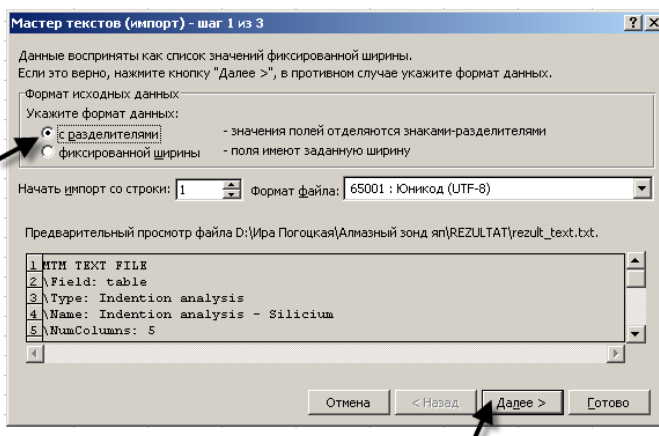 Мастер текстов (импорт) - шаг 1 из 3
Данные восприняты как список значений фиксированной ширины.
Если это верно, нажмите кнопку "Далее >", в противном случае укажите формат данных.
Формат исходных данных
Укажите формат данных:
с разделителями - значения полей отделяются знаками-разделителями
фиксированной ширины - поля имеют заданную ширину
Начать импорт со строки: 1 Формат файла: 65001 : Юникод (UTF-8)
Предварительный просмотр файла D:\Ира Погоцкая\Алмазный зонд яп\REZULTAT\rezult_text.txt.
1 MTM TEXT FILE
2 \Field: table
3 \Type: Indention analysis
4 \Name: Indention analysis - Silicium
5 \NumColumns: 5
Отмена < Назад Далее > Готово